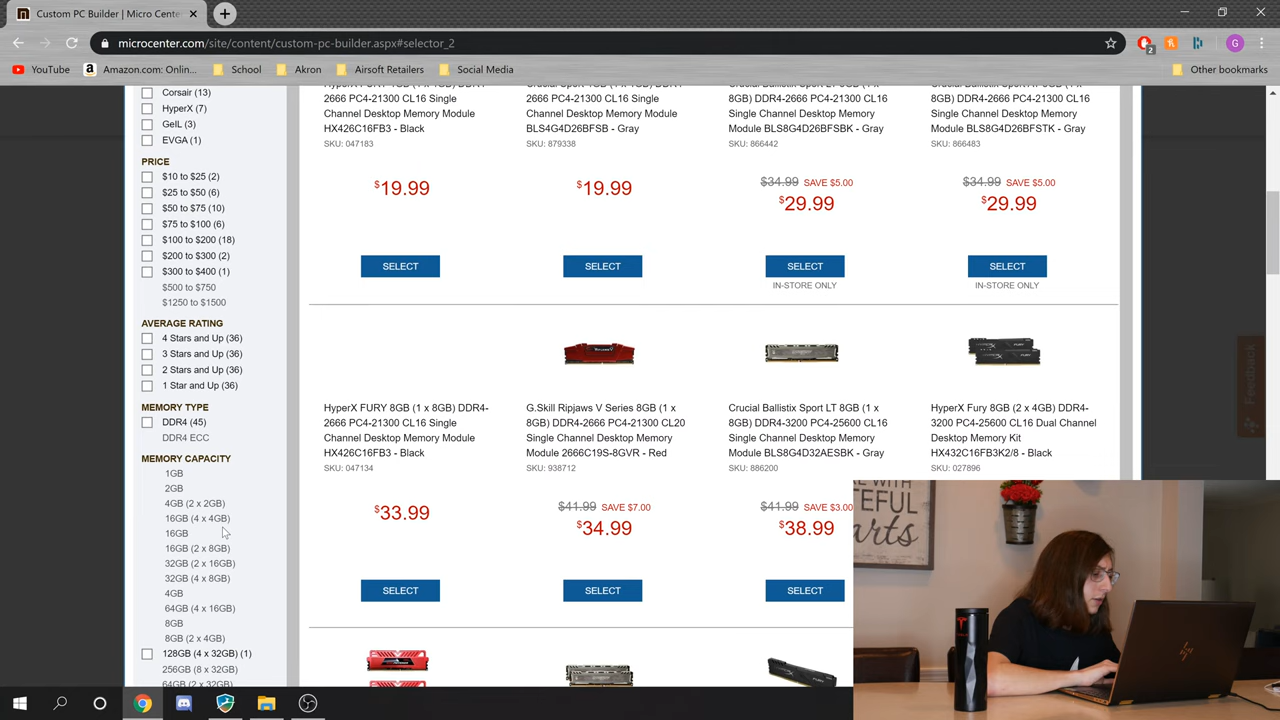 Custom PC Builder | Micro Cente
microcenter.com/site/content/custom-pc-builder.aspx#selector_2
2
G
YouTube
Amazon.com: Onlin...
School
Akron
Airsoft Retailers
Social Media
Other bookmarks
Corsair (13)
HyperX (7)
GeIL (3)
EVGA (1)
PRICE
$10 to $25 (2)
$25 to $50 (6)
$50 to $75 (10)
$75 to $100 (6)
$100 to $200 (18)
$200 to $300 (2)
$300 to $400 (1)
$500 to $750
$1250 to $1500
AVERAGE RATING
4 Stars and Up (36)
3 Stars and Up (36)
2 Stars and Up (36)
1 Star and Up (36)
MEMORY TYPE
DDR4 (45)
DDR4 ECC
MEMORY CAPACITY
1GB
2GB
4GB (2 x 2GB)
16GB (4 x 4GB)
16GB
16GB (2 x 8GB)
32GB (2 x 16GB)
32GB (4 x 8GB)
4GB
64GB (4 x 16GB)
8GB
8GB (2 x 4GB)
128GB (4 x 32GB) (1)
256GB (8 x 32GB)
64GB (2 x 32GB)
2666 PC4-21300 CL16 Single
Channel Desktop Memory Module
HX426C16FB3 - Black
SKU: 047183
$19.99
SELECT
2666 PC4-21300 CL16 Single
Channel Desktop Memory Module
BLS4G4D26BFSB - Gray
SKU: 879338
$19.99
SELECT
8GB) DDR4-2666 PC4-21300 CL16
Single Channel Desktop Memory
Module BLS8G4D26BFSBK - Gray
SKU: 866442
$34.99 SAVE $5.00
$29.99
SELECT
IN-STORE ONLY
8GB) DDR4-2666 PC4-21300 CL16
Single Channel Desktop Memory
Module BLS8G4D26BFSTK - Gray
SKU: 866483
$34.99 SAVE $5.00
$29.99
SELECT
IN-STORE ONLY
HyperX FURY 8GB (1 x 8GB) DDR4-
2666 PC4-21300 CL16 Single
Channel Desktop Memory Module
HX426C16FB3 - Black
SKU: 047134
$33.99
SELECT
G.Skill Ripjaws V Series 8GB (1 x
8GB) DDR4-2666 PC4-21300 CL20
Single Channel Desktop Memory
Module 2666C19S-8GVR - Red
SKU: 938712
$41.99 SAVE $7.00
$34.99
SELECT
Crucial Ballistix Sport LT 8GB (1 x
8GB) DDR4-3200 PC4-25600 CL16
Single Channel Desktop Memory
Module BLS8G4D32AESBK - Gray
SKU: 886200
$41.99 SAVE $3.00
$38.99
SELECT
HyperX Fury 8GB (2 x 4GB) DDR4-
3200 PC4-25600 CL16 Dual Channel
Desktop Memory Kit
HX432C16FB3K2/8 - Black
SKU: 027896
Feedback
WITH
TEFUL
arts